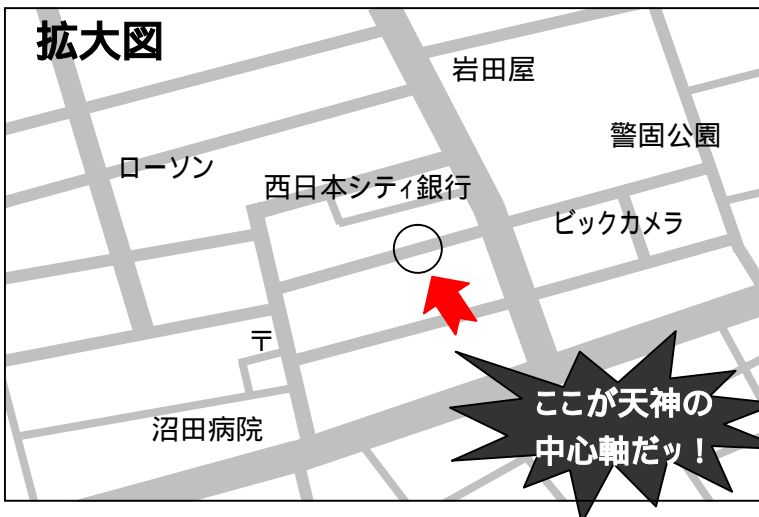 拡大図
岩田屋
警固公園
ローソン
西日本シティ銀行
ビックカメラ
〒
沼田病院
ここが天神の
中心軸だッ！